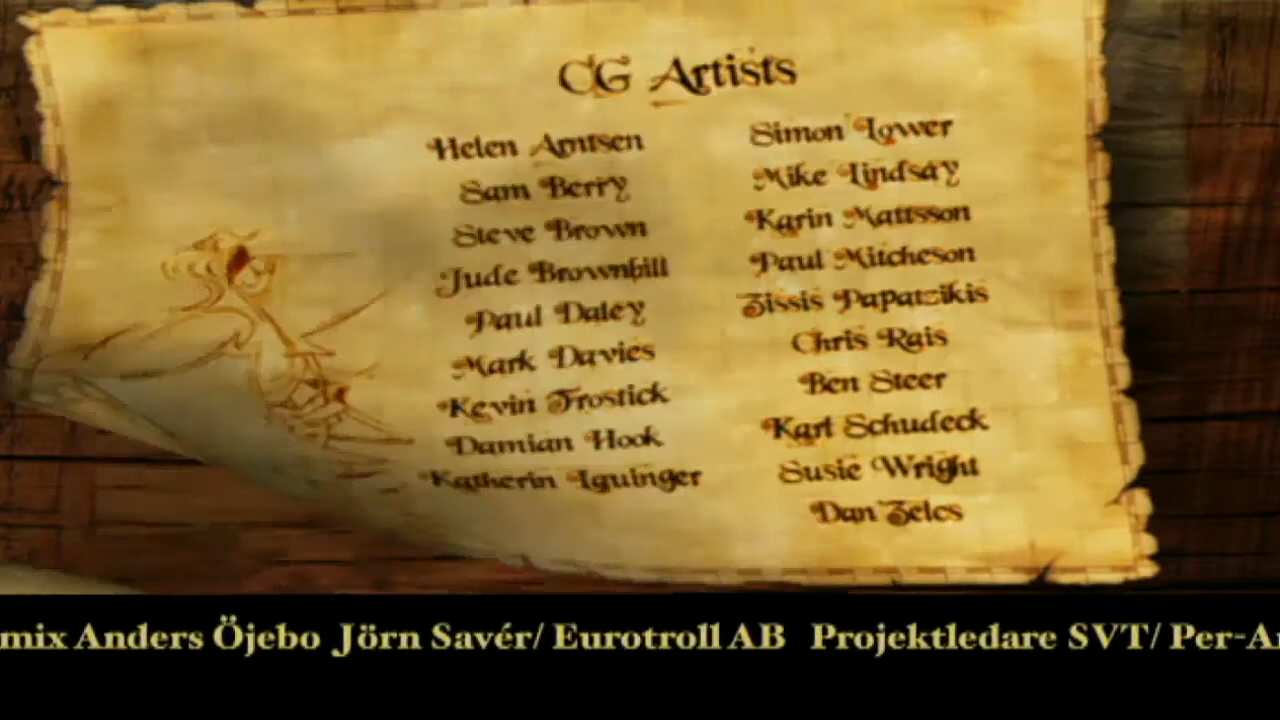 CG Artists
Helen Arntsen
Sam Berry
Steve Brown
Jude Brownbill
Paul Daley
Mark Davies
Kevin Frostick
Damian Hook
Katherin Iguinger
Simon Lower
Mike Lindsay
Karin Mattsson
Paul Mitcheson
Zissis Papatzikis
Chris Rais
Ben Steer
Karl Schudeck
Susie Wright
Dan Zelcs
mix Anders Öjebo Jörn Savér/ Eurotroll AB Projektledare SVT/ Per-A